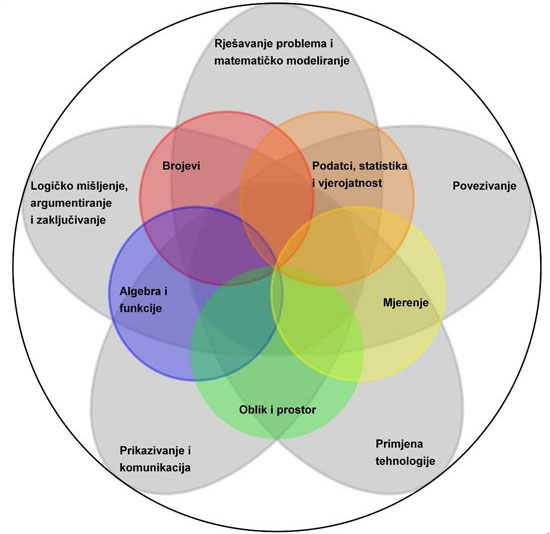 Rješavanje problema i
matematičko modeliranje
Brojevi
Podatci, statistika
i vjerojatnost
Logičko mišljenje,
argumentiranje
i zaključivanje
Povezivanje
Algebra i
funkcije
Mjerenje
Oblik i prostor
Prikazivanje i
komunikacija
Primjena
tehnologije